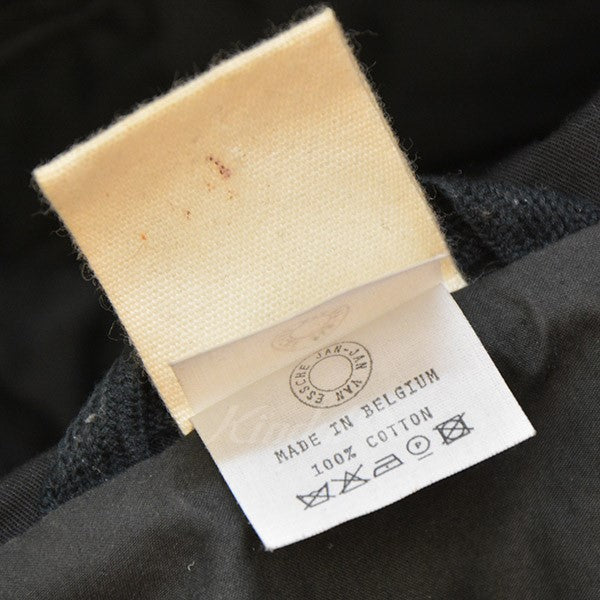 JAN-JAN VAN ESSCHE
MADE IN BELGIUM
100% COTTON
P